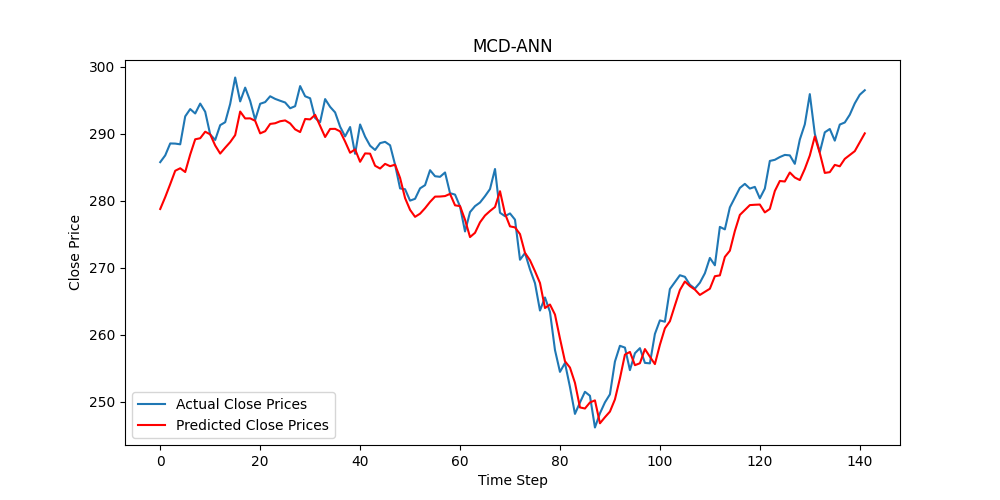 MCD-ANN
Close Price
300
290
280
270
260
250
Actual Close Prices
Predicted Close Prices
0 20 40 60 80 100 120 140
Time Step